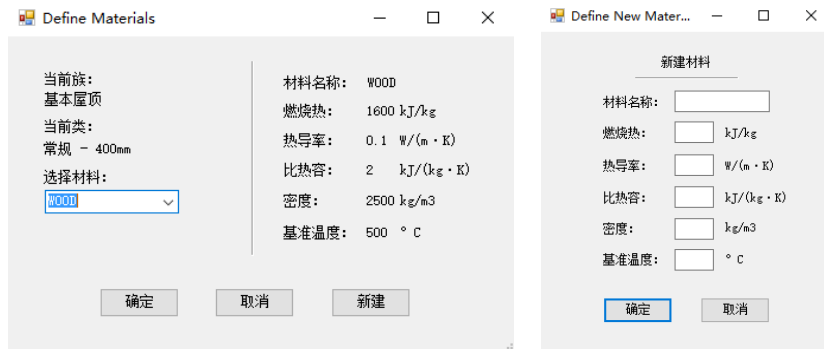 Define Materials
当前族:
基本屋顶
当前类:
常规 - 400mm
选择材料:
WOOD
材料名称: WOOD
燃烧热: 1600 kJ/kg
热导率: 0.1 W/(m·K)
比热容: 2 kJ/(kg·K)
密度: 2500 kg/m3
基准温度: 500 °C
确定 取消 新建
Define New Mater...
新建材料
材料名称:
燃烧热: kJ/kg
热导率: W/(m·K)
比热容: kJ/(kg·K)
密度: kg/m3
基准温度: °C
确定 取消